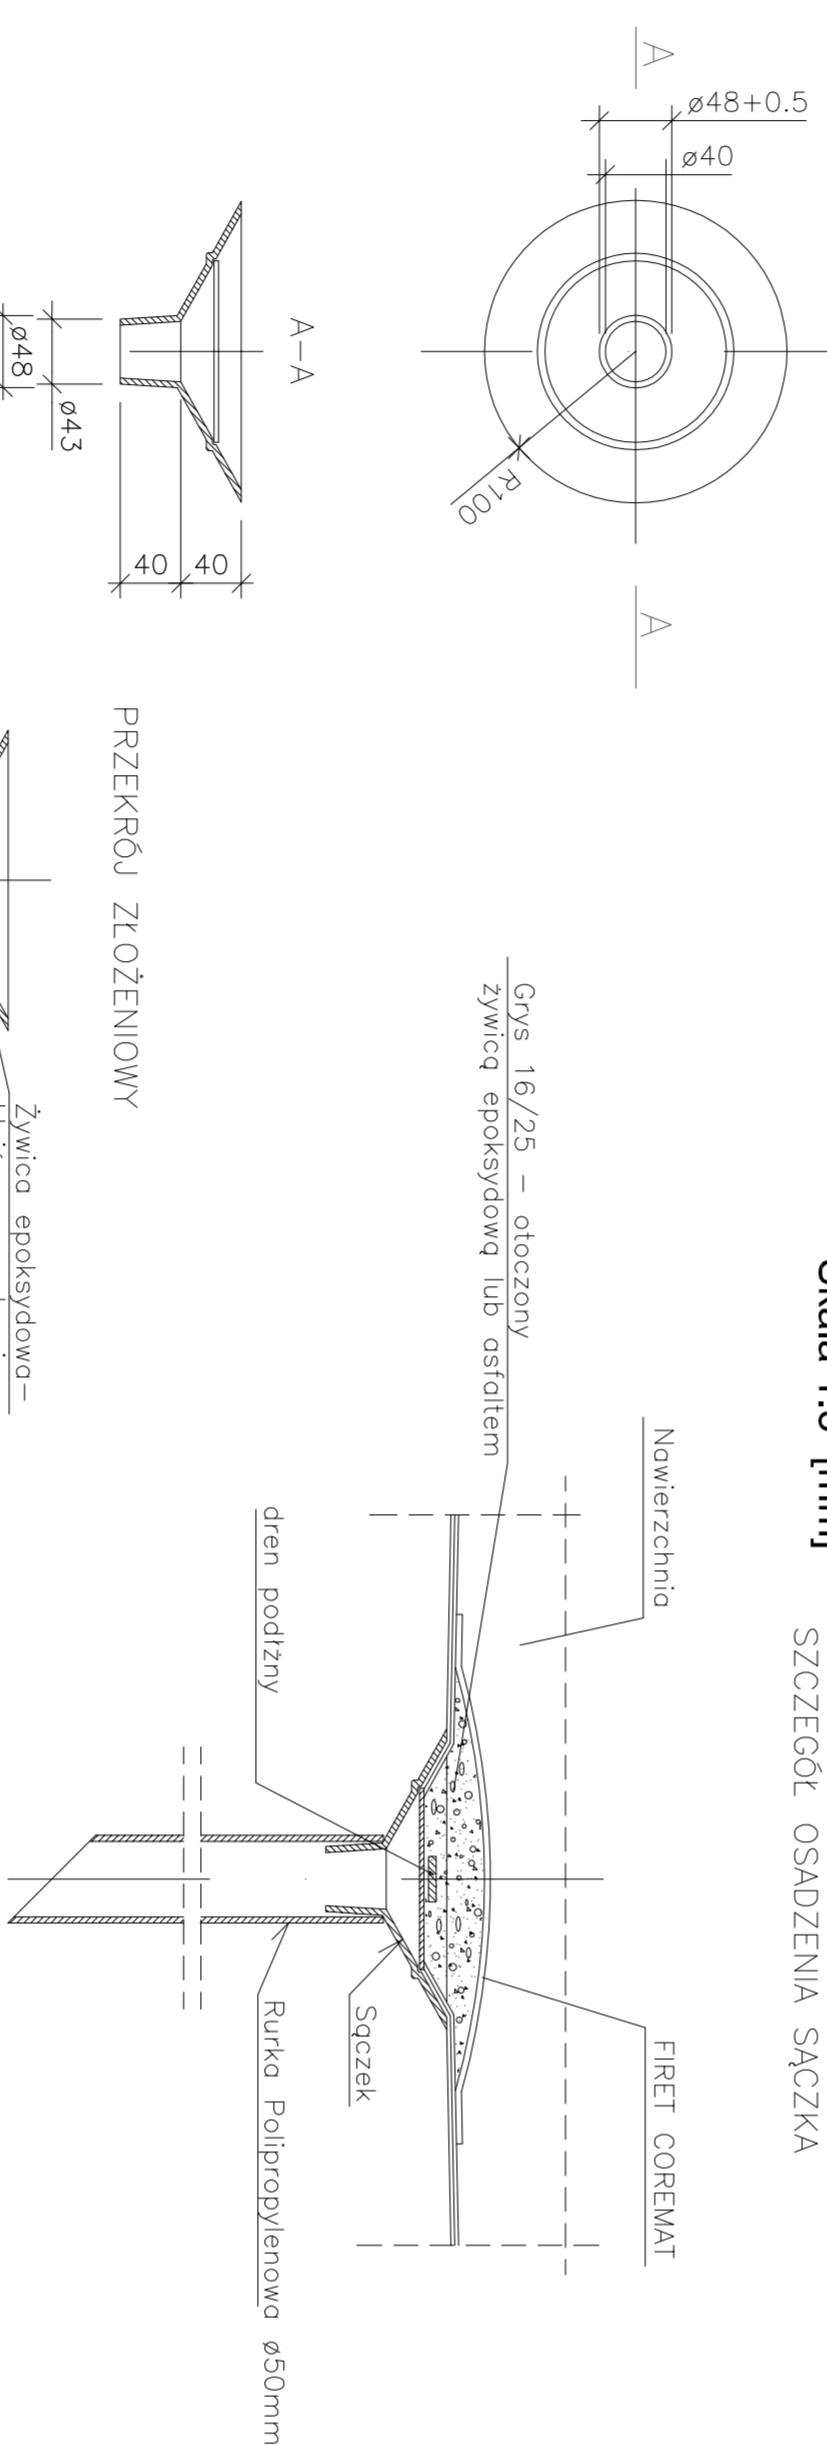 A
ø48+0.5
ø40
R100
A
A-A
40
40
ø43
ø48
PRZEKRÓJ ZŁOŻENIOWY
Żywica epoksydowa-
SZCZEGÓŁ OSADZENIA SĄCZKA
Nawierzchnia
Grys 16/25 - otoczony
żywicą epoksydową lub asfaltem
FIRET COREMAT
dren podłżny
Sączek
Rurka Polipropylenowa ø50mm